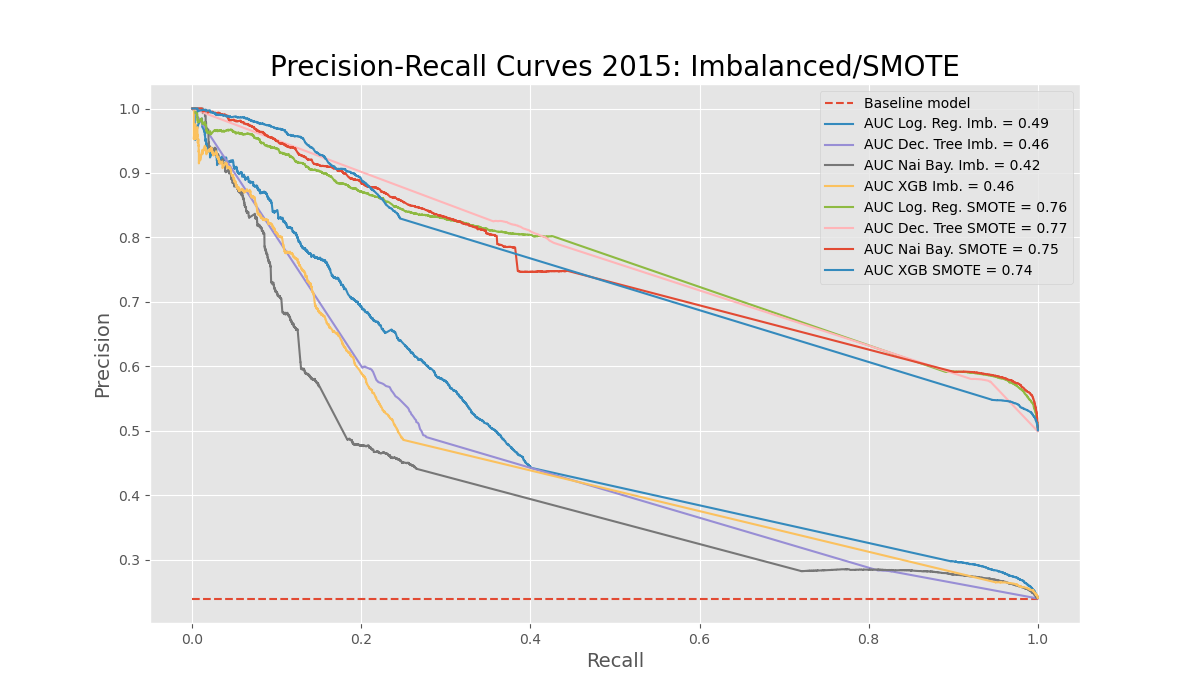 Precision-Recall Curves 2015: Imbalanced/SMOTE
Baseline model
AUC Log. Reg. Imb. = 0.49
AUC Dec. Tree Imb. = 0.46
AUC Nai Bay. Imb. = 0.42
AUC XGB Imb. = 0.46
AUC Log. Reg. SMOTE = 0.76
AUC Dec. Tree SMOTE = 0.77
AUC Nai Bay. SMOTE = 0.75
AUC XGB SMOTE = 0.74
Precision
1.0
0.9
0.8
0.7
0.6
0.5
0.4
0.3
0.0 0.2 0.4 0.6 0.8 1.0
Recall